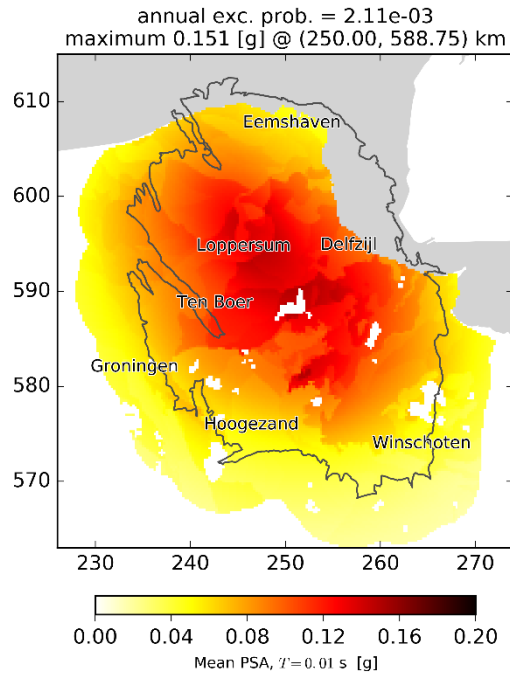 annual exc. prob. = 2.11e-03
maximum 0.151 [g] @ (250.00, 588.75) km
610
Eemshaven
600
Loppersum
Delfzijl
590
Ten Boer
Groningen
580
Hoogezand
Winschoten
570
230 240 250 260 270
0.00 0.04 0.08 0.12 0.16 0.20
Mean PSA, T=0.01 s [g]